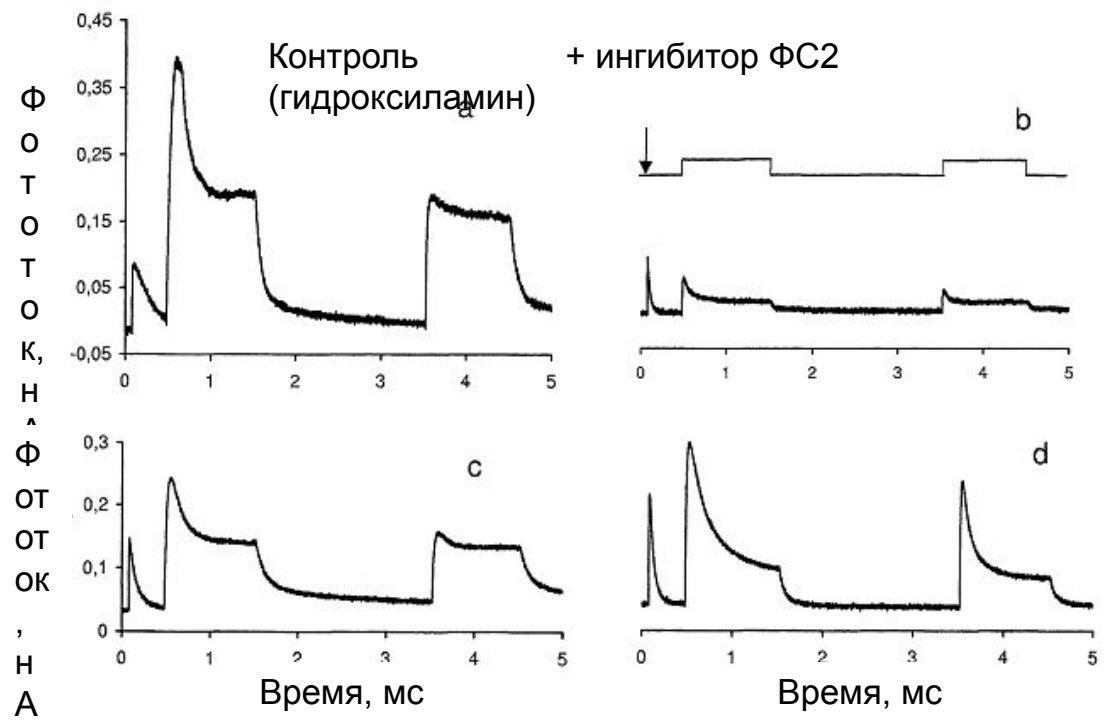 0,45
0,35
0,25
0,15
0,05
-0,05
Фототок, н
Контроль + ингибитор ФС2
(гидроксиламин)
a
b
0 1 2 3 4 5
0 1 2 3 4 5
Фототок, нА
0,3
0,2
0,1
0
c
d
0 1 2 3 4 5
0 1 2 3 4 5
Время, мс
Время, мс